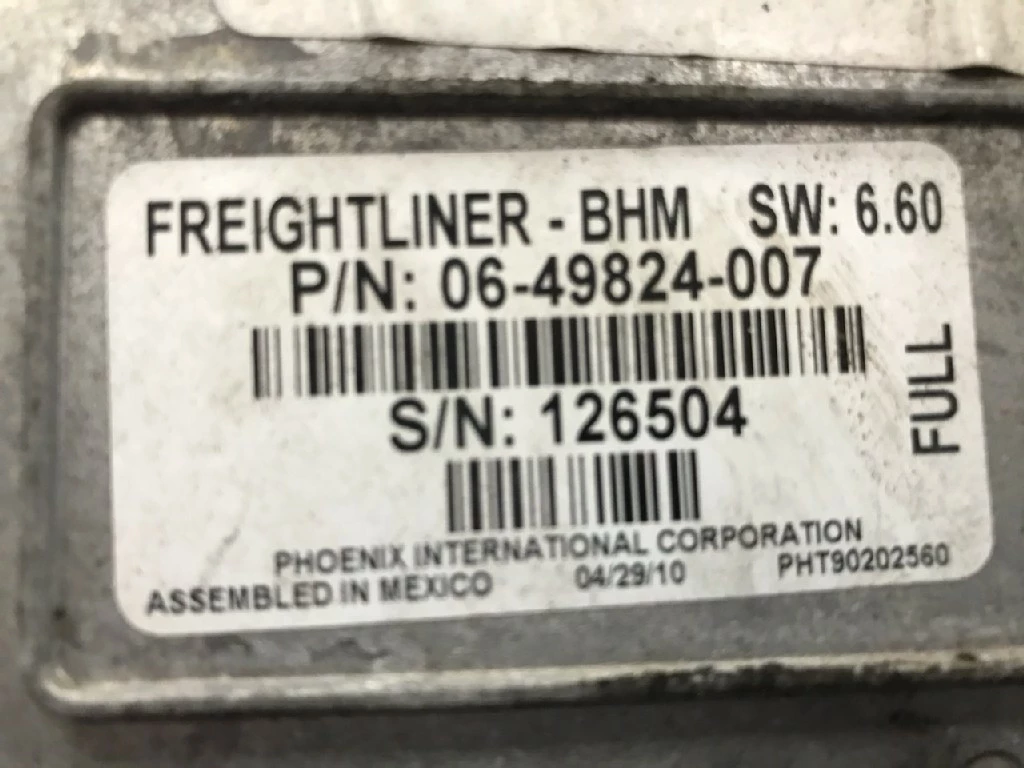 FREIGHTLINER - BHM SW: 6.60
P/N: 06-49824-007
FULL
S/N: 126504
PHOENIX INTERNATIONAL CORPORATION
ASSEMBLED IN MEXICO 04/29/10 PHT90202560